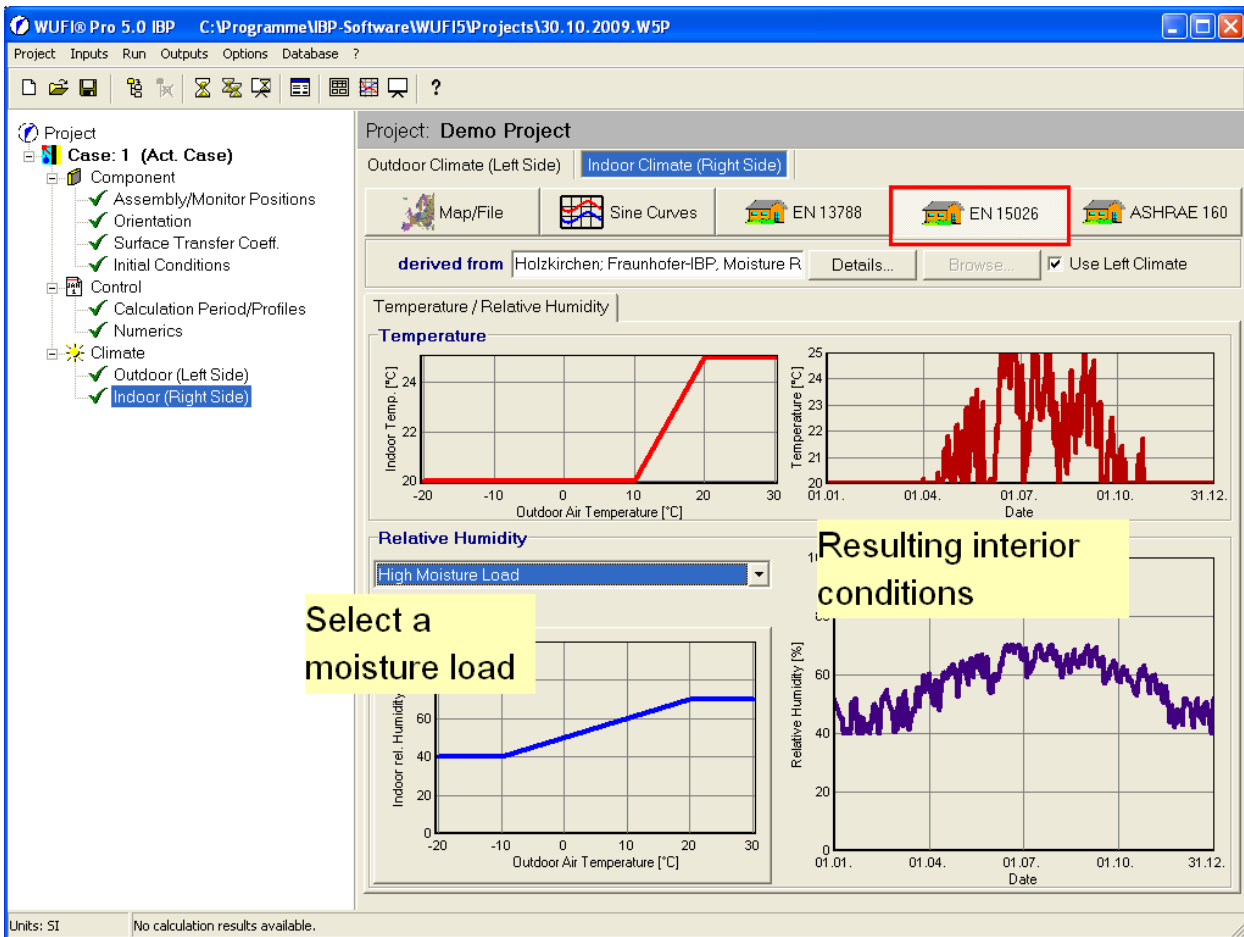 WUFI® Pro 5.0 IBP C:\Programme\IBP-Software\WUFI5\Projects\30.10.2009.W5P
Project Inputs Run Outputs Options Database ?
?
Project
Case: 1 (Act. Case)
Component
Assembly/Monitor Positions
Orientation
Surface Transfer Coeff.
Initial Conditions
Control
Calculation Period/Profiles
Numerics
Climate
Outdoor (Left Side)
Indoor (Right Side)
Project: Demo Project
Outdoor Climate (Left Side) Indoor Climate (Right Side)
Map/File Sine Curves EN 13788 EN 15026 ASHRAE 160
derived from Holzkirchen; Fraunhofer-IBP, Moisture R Details... Browse... Use Left Climate
Temperature / Relative Humidity
Temperature
Indoor Temp. [°C]
24
22
20
-20 -10 0 10 20 30
Outdoor Air Temperature [°C]
Temperature [°C]
25
24
23
22
21
20
01.01. 01.04. 01.07. 01.10. 31.12.
Date
Relative Humidity
High Moisture Load
Select a
moisture load
Indoor rel. Humidity
60
40
20
0
-20 -10 0 10 20 30
Outdoor Air Temperature [°C]
Resulting interior
conditions
Relative Humidity [%]
60
40
20
0
01.01. 01.04. 01.07. 01.10. 31.12.
Date
Units: SI No calculation results available.